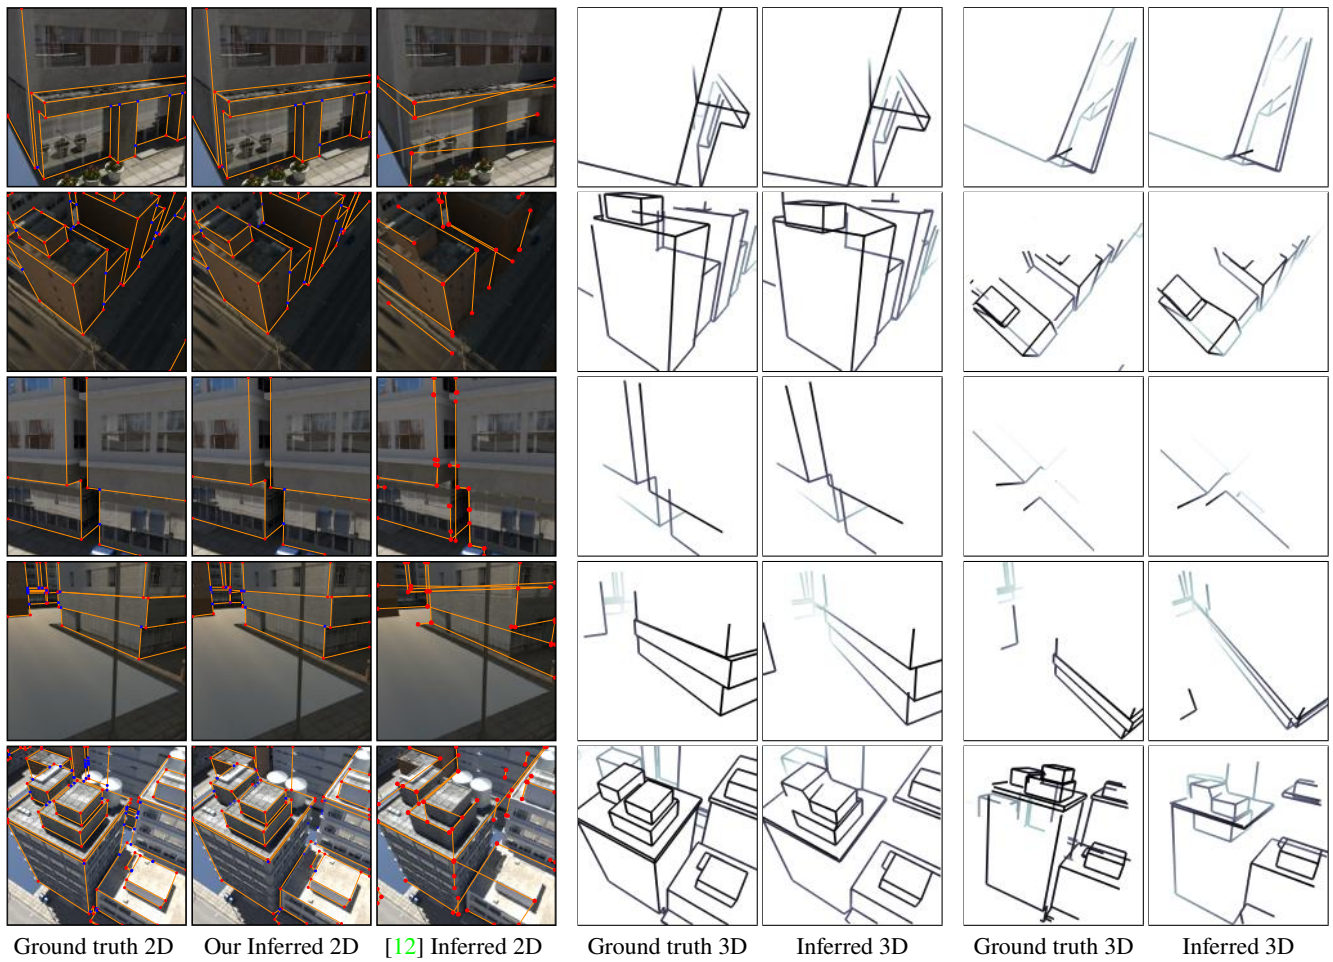 Ground truth 2D
Our Inferred 2D
[12] Inferred 2D
Ground truth 3D
Inferred 3D
Ground truth 3D
Inferred 3D